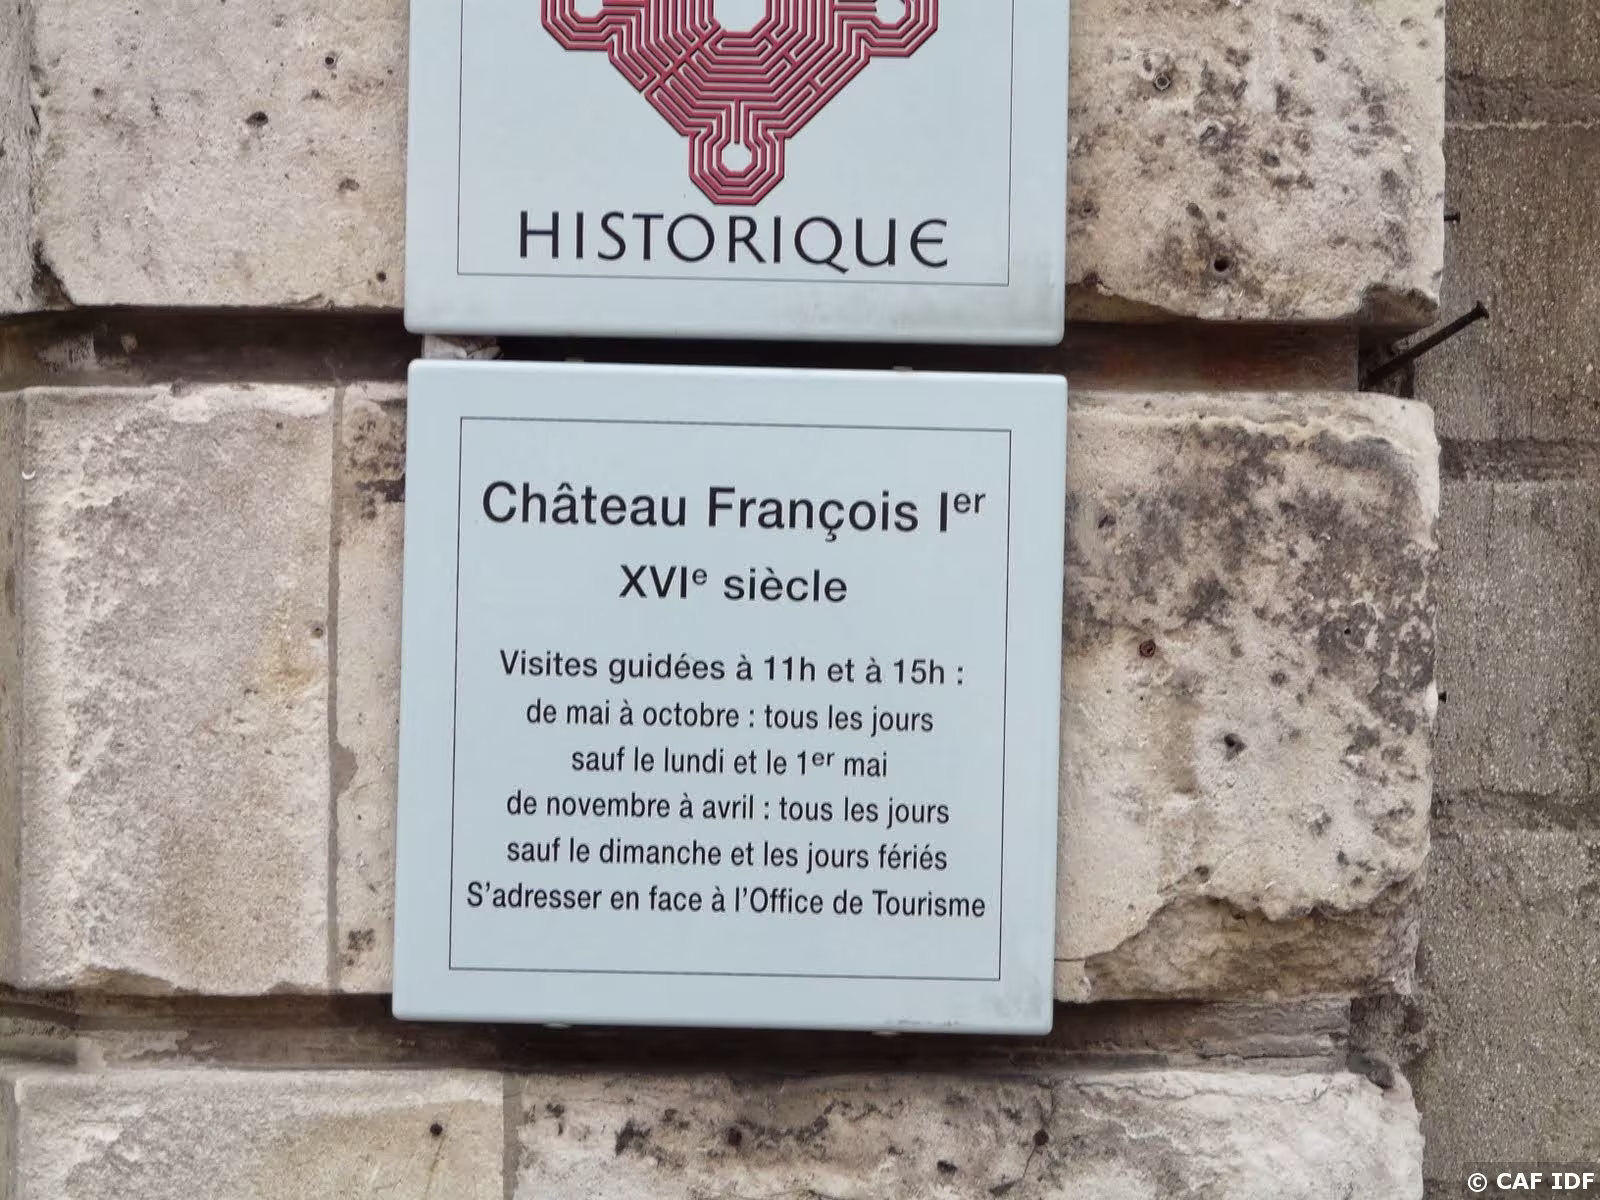 HISTORIQUE
Château François Ier
XVIe siècle
Visites guidées à 11h et à 15h :
de mai à octobre : tous les jours
sauf le lundi et le 1er mai
de novembre à avril : tous les jours
sauf le dimanche et les jours fériés
S'adresser en face à l'Office de Tourisme
© CAF IDF